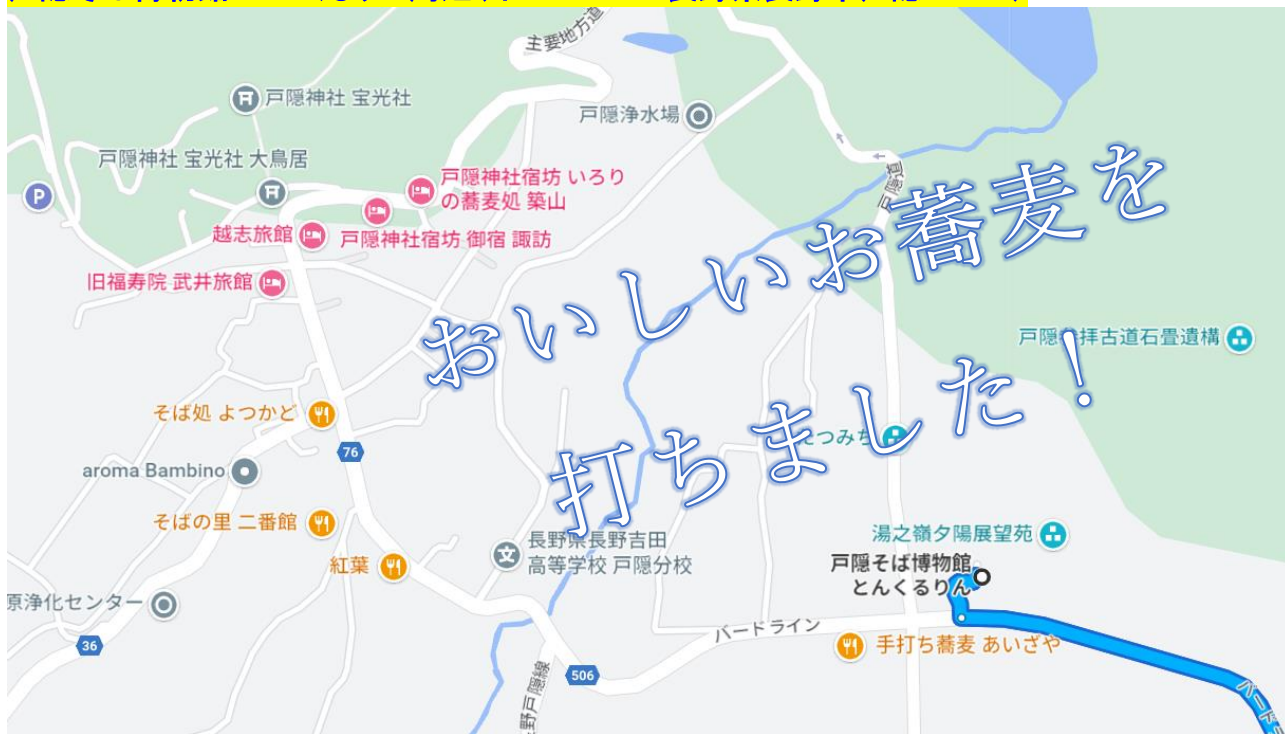 主要地方道
戸隠神社 宝光社
戸隠浄水場
戸隠神社 宝光社 大鳥居
P
戸隠道
戸隠神社宿坊 いろり
の蕎麦処 築山
越志旅館
戸隠神社宿坊 御宿 諏訪
旧福寿院 武井旅館
おいしいお蕎麦を
打ちました!
そば処 よつかど
76
aroma Bambino
そばの里 二番館
紅葉
文
長野県長野吉田
高等学校 戸隠分校
湯之嶺夕陽展望苑
戸隠そば博物館
とんくるりん
原浄化センター
36
バードライン
手打ち蕎麦 あいざや
506